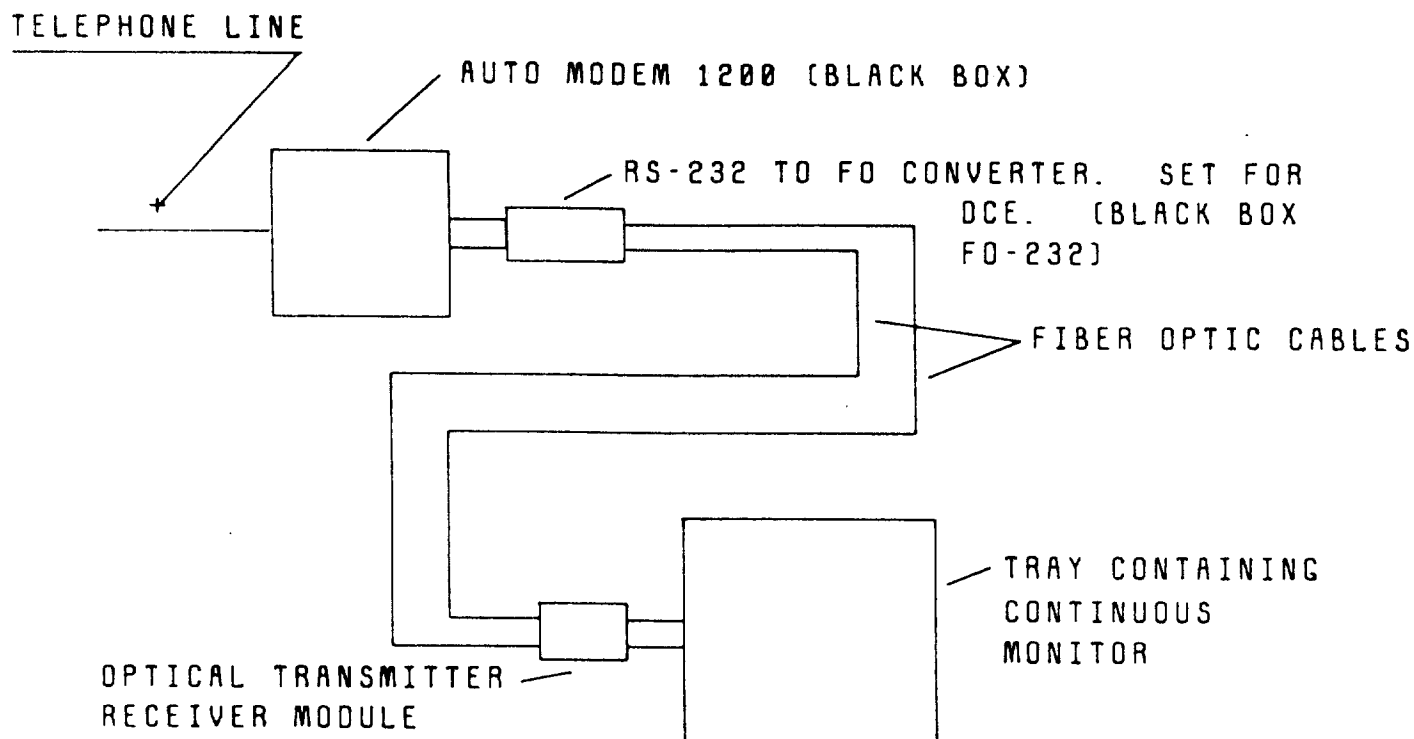 TELEPHONE LINE
AUTO MODEM 1200 (BLACK BOX)
RS-232 TO FO CONVERTER. SET FOR
DCE. (BLACK BOX
FO-232)
FIBER OPTIC CABLES
TRAY CONTAINING
CONTINUOUS
MONITOR
OPTICAL TRANSMITTER
RECEIVER MODULE